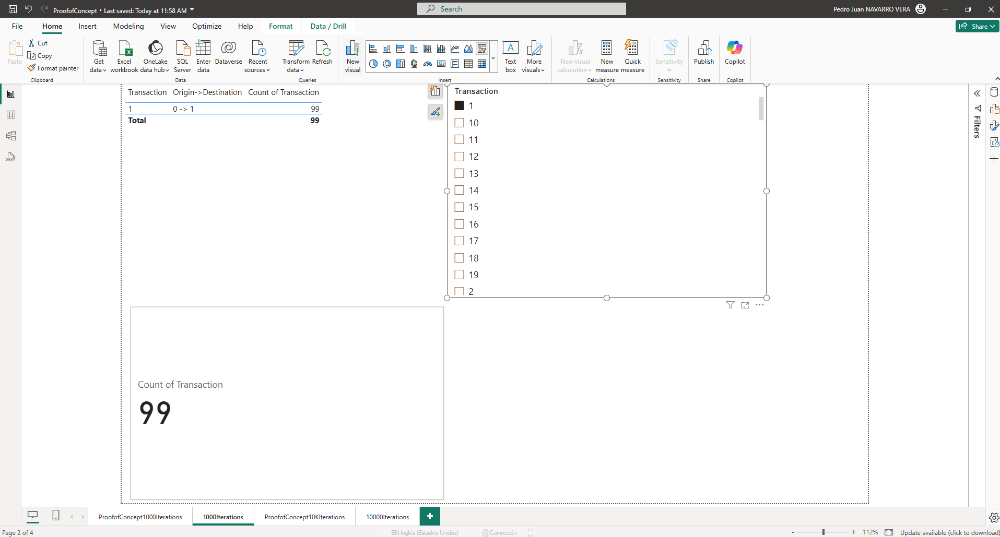 ProofofConcept • Last saved: Today at 11:58 AM
Search
Pedro Juan NAVARRO VERA
File
Home
Insert
Modeling
View
Optimize
Help
Format
Data / Drill
Share
Paste
Cut
Copy
Format painter
Clipboard
Get data
Excel workbook
OneLake data hub
SQL Server
Enter data
Dataverse
Recent sources
Data
Transform data
Refresh
Queries
New visual
Text box
More visuals
Insert
New visual calculation
New measure
Quick measure
Calculations
Sensitivity
Sensitivity
Publish
Share
Copilot
Copilot
DAX
Transaction Origin->Destination Count of Transaction
1 0 -> 1 99
Total 99
Transaction
1
10
11
12
13
14
15
16
17
18
19
2
Filters
Count of Transaction
99
ProofofConcept1000Iterations
1000Iterations
ProofofConcept10KIterations
10000Iterations
+
Page 2 of 4
EN Inglés (Estados Unidos)
Corrección
- + 112%
Update available (click to download)